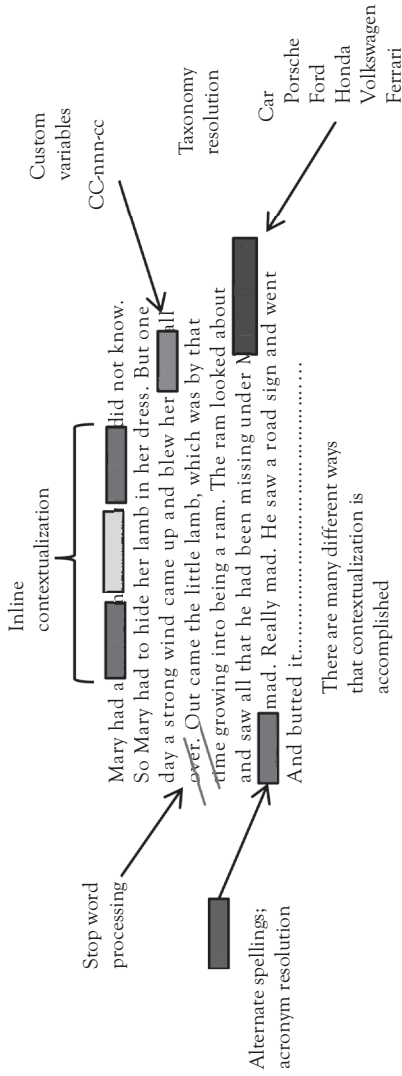 Inline
contextualization
Custom
variables
CC-nnn-cc
Taxonomy
resolution
Car
Porsche
Ford
Honda
Volkswagen
Ferrari
Stop word
processing
Alternate spellings;
acronym resolution
Mary had a did not know.
So Mary had to hide her lamb in her dress. But one
day a strong wind came up and blew her all
over. Out came the little lamb, which was by that
time growing into being a ram. The ram looked about
and saw all that he had been missing under
mad. Really mad. He saw a road sign and went
And butted it……………………………………
There are many different ways
that contextualization is
accomplished